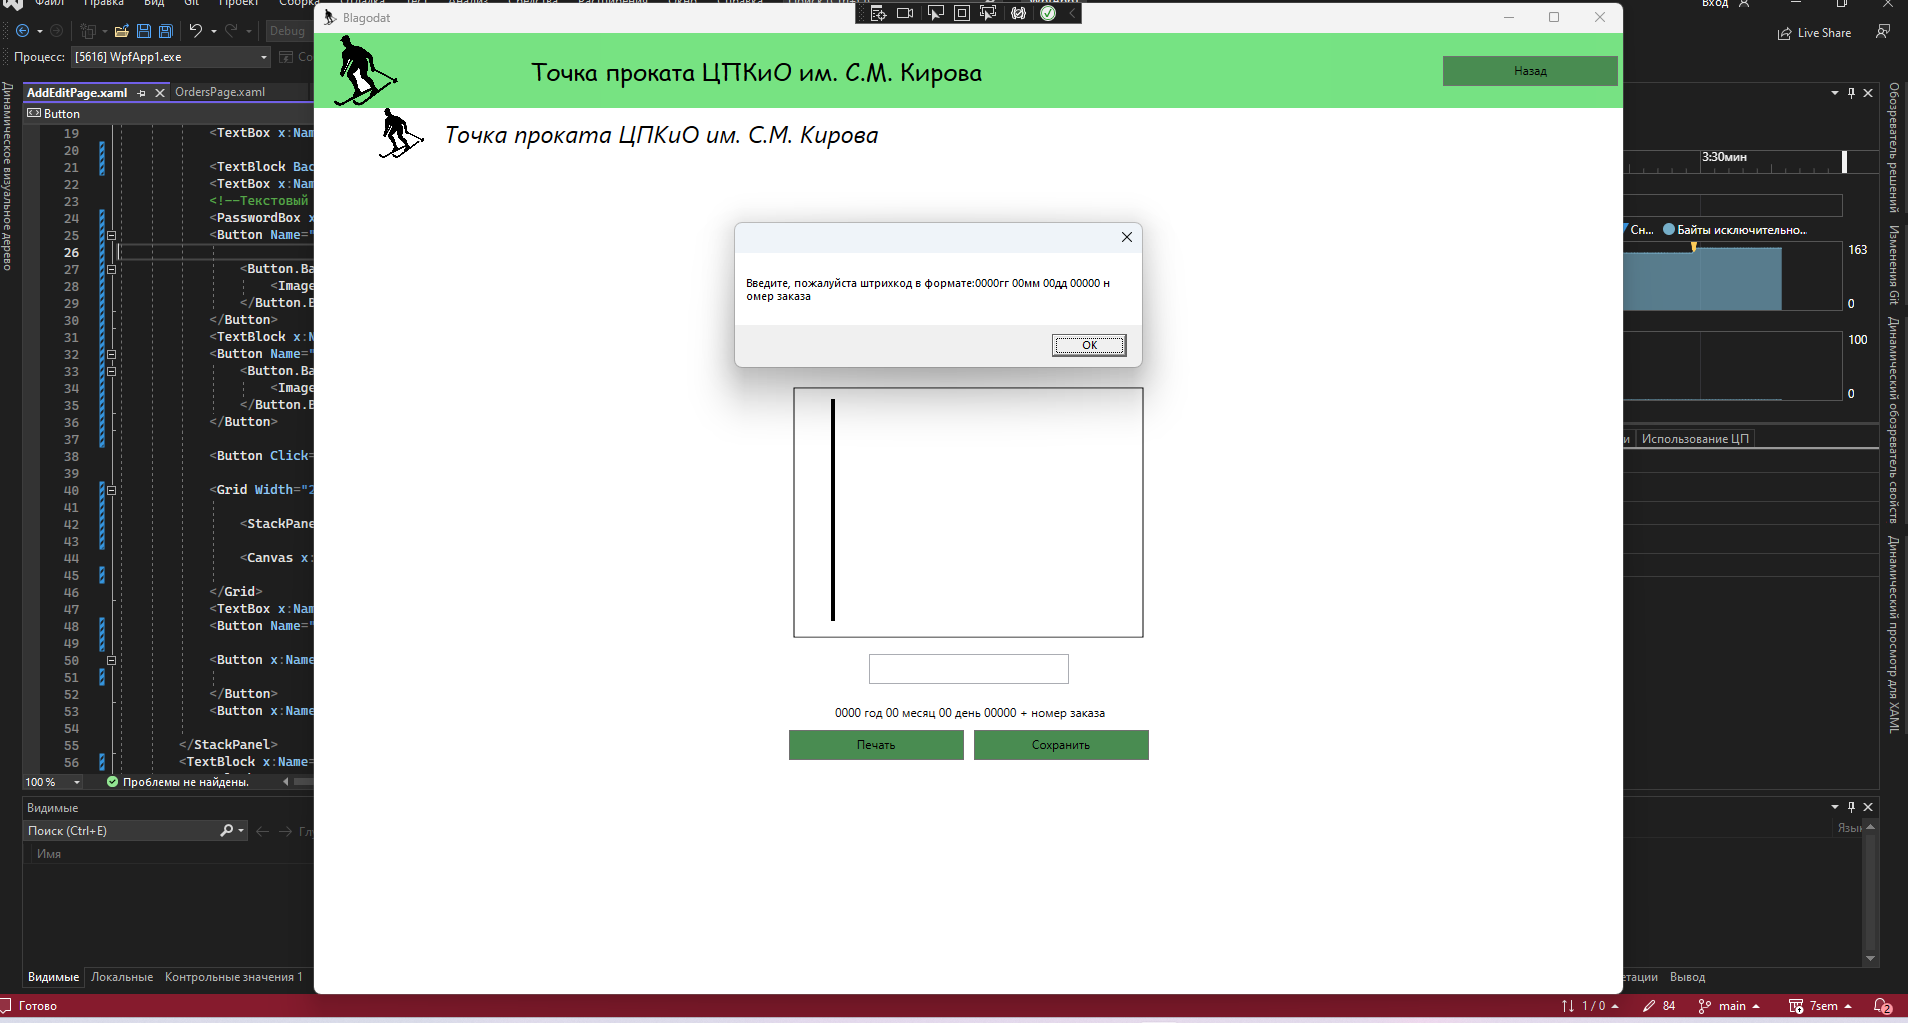 Файл Правка Вид Git Проект Сборка
Вход
Debug
Live Share
Процесс: [5616] WpfApp1.exe
AddEditPage.xaml OrdersPage.xaml
Button
19 <TextBox x:Nam
20
21 <TextBlock Bac
22 <TextBox x:Nam
23 <!--Текстовый
24 <PasswordBox x
25 <Button Name="
26
27 <Button.Ba
28 <Image
29 </Button.B
30 </Button>
31 <TextBlock x:N
32 <Button Name="
33 <Button.Ba
34 <Image
35 </Button.B
36 </Button>
37
38 <Button Click=
39
40 <Grid Width="2
41
42 <StackPane
43
44 <Canvas x:
45
46 </Grid>
47 <TextBox x:Nam
48 <Button Name="
49
50 <Button x:Name
51
52 </Button>
53 <Button x:Name
54
55 </StackPanel>
56 <TextBlock x:Name=
100 % Проблемы не найдены.
Видимые
Поиск (Ctrl+E)
Имя
Видимые Локальные Контрольные значения 1
Готово
Динамическое визуальное дерево
Blagodat
Точка проката ЦПКиО им. С.М. Кирова
Назад
Точка проката ЦПКиО им. С.М. Кирова
Введите, пожалуйста штрихкод в формате:0000гг 00мм 00дд 00000 н
омер заказа
OK
0000 год 00 месяц 00 день 00000 + номер заказа
Печать Сохранить
3:30мин
Сн... Байты исключительно...
163
0
100
0
и Использование ЦП
Язык
етации Вывод
1 / 0 84 main 7sem 2
Обозреватель решений
Изменения Git
Динамический обозреватель свойств
Динамический просмотр для XAML